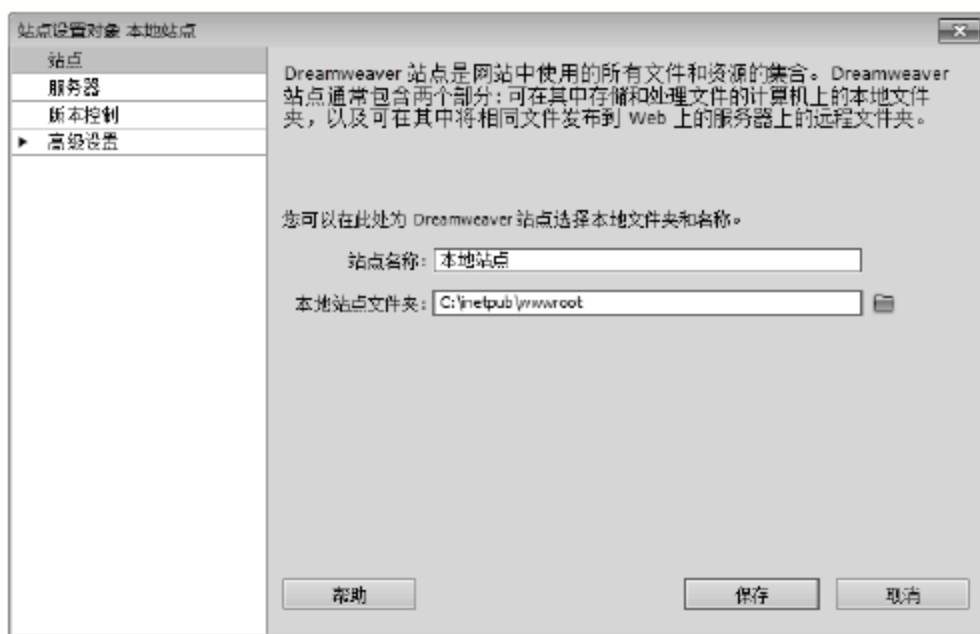 站点设置对象 本地站点
站点
服务器
版本控制
高级设置
Dreamweaver 站点是网站中使用的所有文件和资源的集合。Dreamweaver
站点通常包含两个部分：可在其中存储和处理文件的计算机上的本地文件
夹，以及可在其中将相同文件发布到 Web 上的服务器上的远程文件夹。
您可以在此处为 Dreamweaver 站点选择本地文件夹和名称。
站点名称： 本地站点
本地站点文件夹： C:\inetpub\wwwroot
帮助 保存 取消